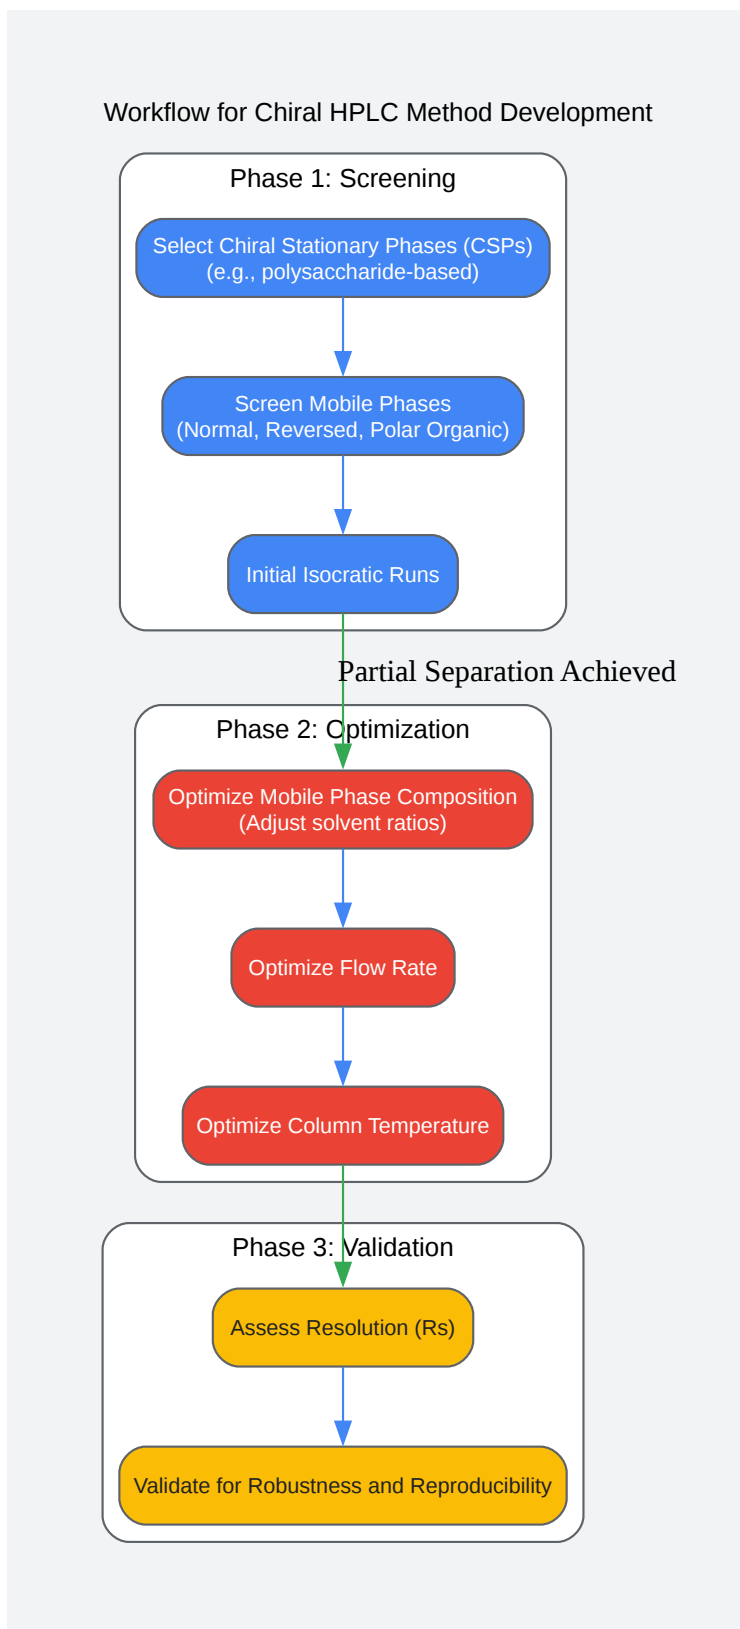 Workflow for Chiral HPLC Method Development
Phase 1: Screening
Select Chiral Stationary Phases (CSPs)
(e.g., polysaccharide-based)
Screen Mobile Phases
(Normal, Reversed, Polar Organic)
Initial Isocratic Runs
Partial Separation Achieved
Phase 2: Optimization
Optimize Mobile Phase Composition
(Adjust solvent ratios)
Optimize Flow Rate
Optimize Column Temperature
Phase 3: Validation
Assess Resolution (Rs)
Validate for Robustness and Reproducibility